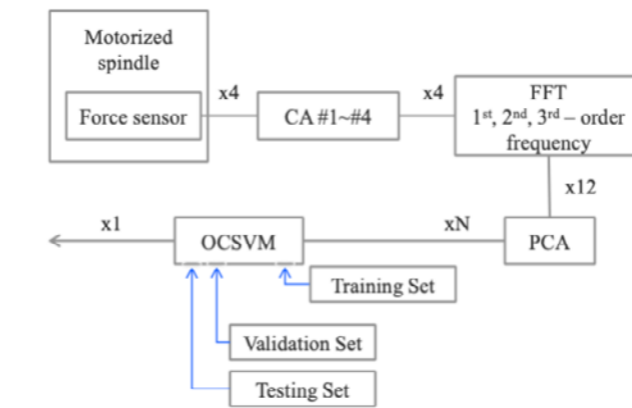 Motorized
spindle
Force sensor
x4
CA #1~#4
x4
FFT
1st, 2nd, 3rd – order
frequency
x12
x1
OCSVM
xN
PCA
Training Set
Validation Set
Testing Set